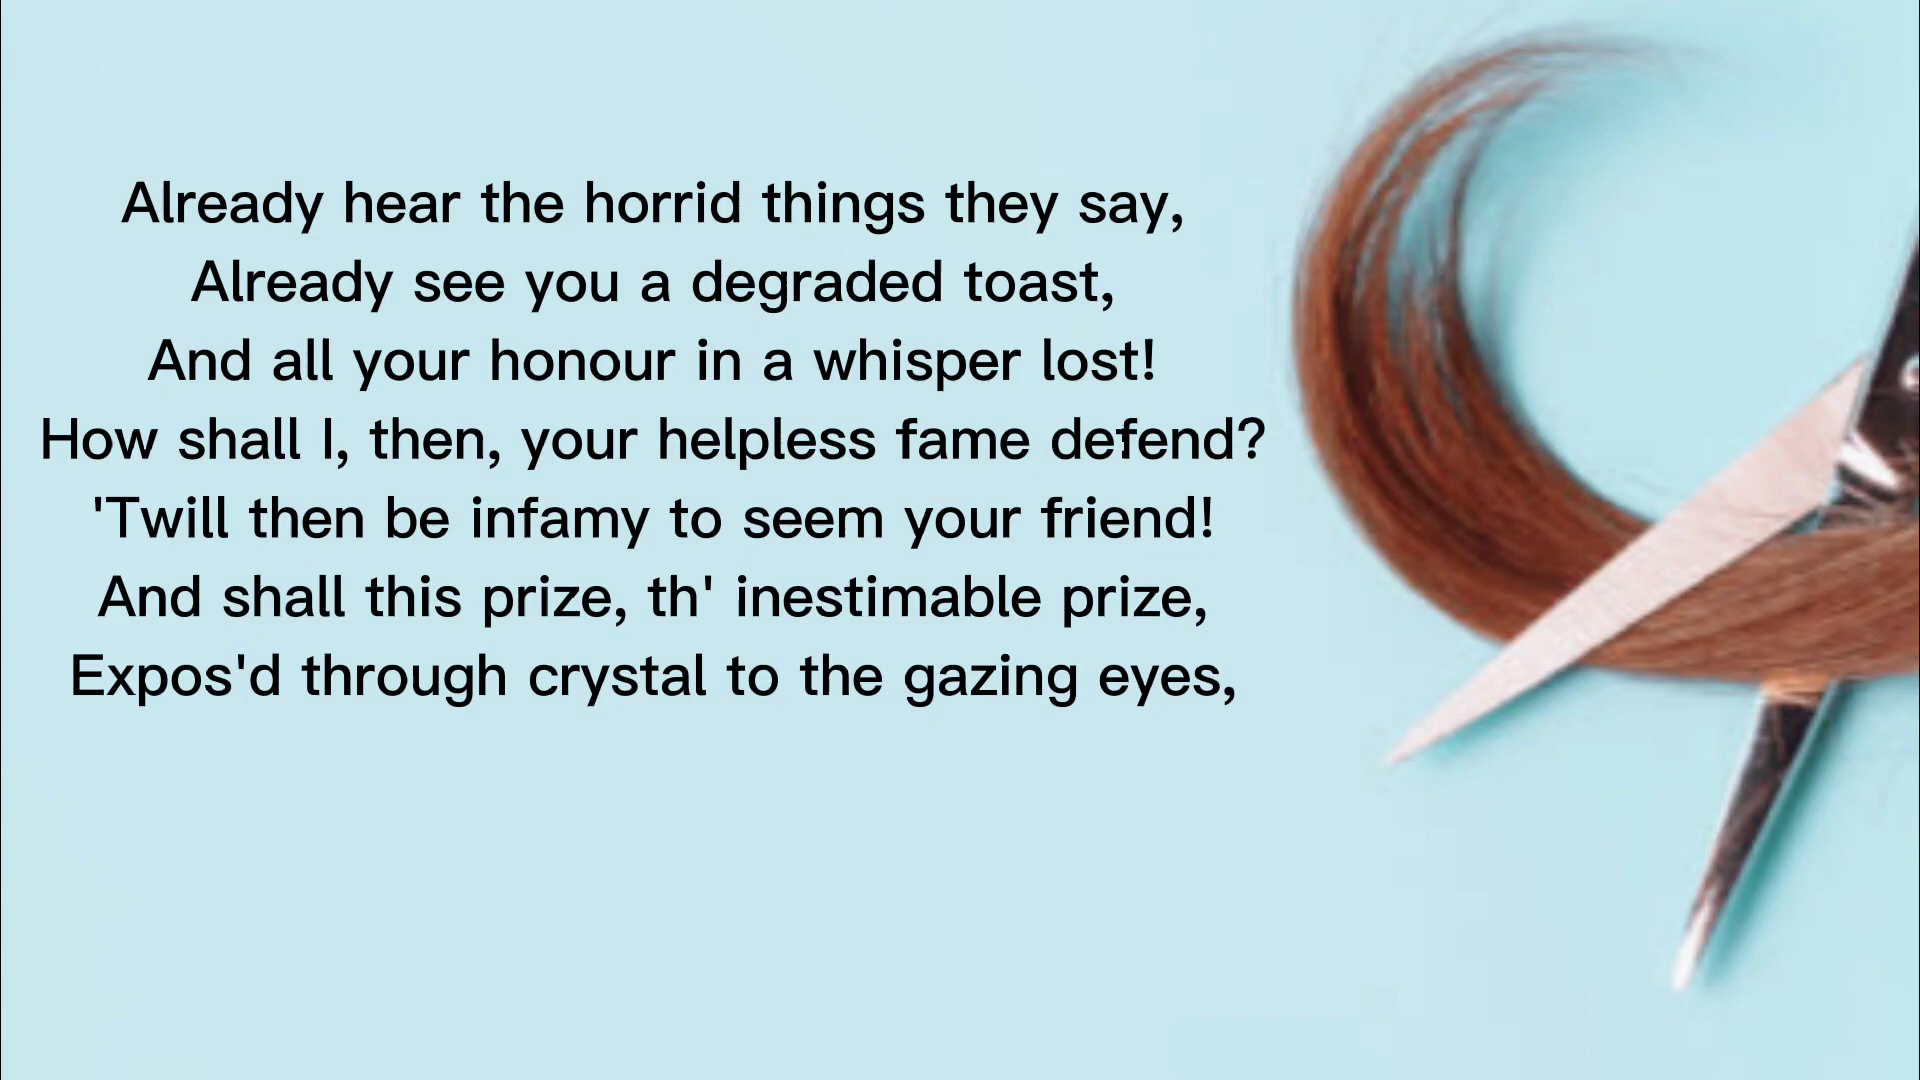 Already hear the horrid things they say,
Already see you a degraded toast,
And all your honour in a whisper lost!
How shall I, then, your helpless fame defend?
'Twill then be infamy to seem your friend!
And shall this prize, th' inestimable prize,
Expos'd through crystal to the gazing eyes,